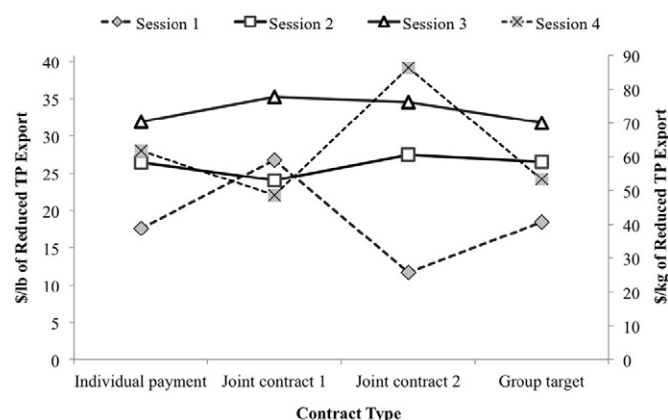 Session 1 Session 2 Session 3 Session 4
40 90
35 80
30 70
25 60
20 50
15 40
10 30
5 20
0 10
0
$/lb of Reduced TP Export
$/kg of Reduced TP Export
Individual payment Joint contract 1 Joint contract 2 Group target
Contract Type